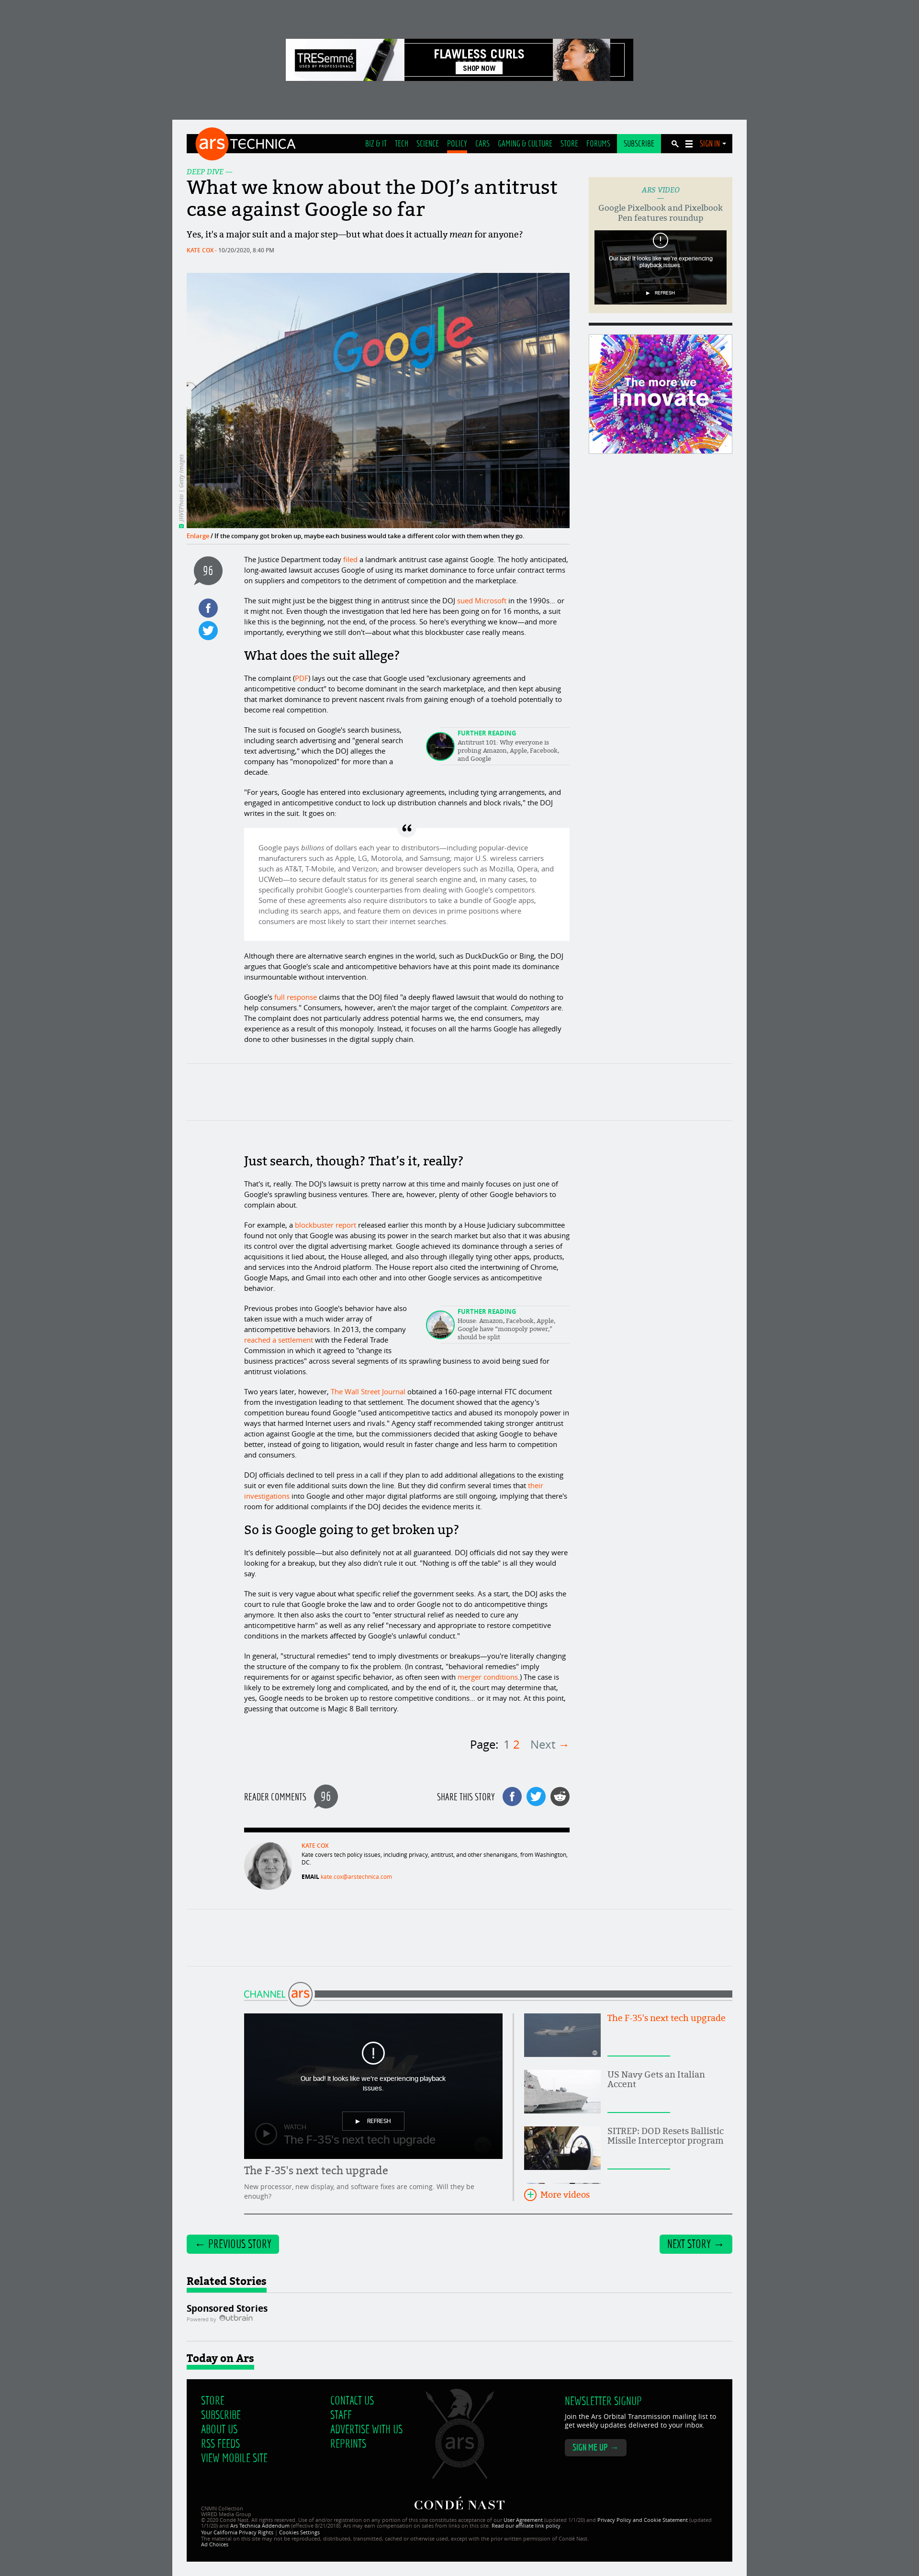 TRESemmé
USED BY PROFESSIONALS
FLAWLESS CURLS
SHOP NOW
ars TECHNICA
BIZ & IT TECH SCIENCE POLICY CARS GAMING & CULTURE STORE FORUMS SUBSCRIBE SIGN IN
DEEP DIVE —
What we know about the DOJ’s antitrust
case against Google so far
Yes, it's a major suit and a major step—but what does it actually mean for anyone?
KATE COX - 10/20/2020, 8:40 PM
ARS VIDEO
Google Pixelbook and Pixelbook
Pen features roundup
Our bad! It looks like we're experiencing
playback issues.
REFRESH
The more we
innovate
Google
Getty Images
Enlarge / If the company got broken up, maybe each business would take a different color with them when they go.
96
The Justice Department today filed a landmark antitrust case against Google. The hotly anticipated,
long-awaited lawsuit accuses Google of using its market dominance to force unfair contract terms
on suppliers and competitors to the detriment of competition and the marketplace.
The suit might just be the biggest thing in antitrust since the DOJ sued Microsoft in the 1990s... or
it might not. Even though the investigation that led here has been going on for 16 months, a suit
like this is the beginning, not the end, of the process. So here's everything we know—and more
importantly, everything we still don't—about what this blockbuster case really means.
What does the suit allege?
The complaint (PDF) lays out the case that Google used "exclusionary agreements and
anticompetitive conduct" to become dominant in the search marketplace, and then kept abusing
that market dominance to prevent nascent rivals from gaining enough of a toehold potentially to
become real competition.
The suit is focused on Google's search business,
including search advertising and "general search
text advertising," which the DOJ alleges the
company has "monopolized" for more than a
decade.
FURTHER READING
Antitrust 101: Why everyone is
probing Amazon, Apple, Facebook,
and Google
"For years, Google has entered into exclusionary agreements, including tying arrangements, and
engaged in anticompetitive conduct to lock up distribution channels and block rivals," the DOJ
writes in the suit. It goes on:
“
Google pays billions of dollars each year to distributors—including popular-device
manufacturers such as Apple, LG, Motorola, and Samsung; major U.S. wireless carriers
such as AT&T, T-Mobile, and Verizon; and browser developers such as Mozilla, Opera, and
UCWeb—to secure default status for its general search engine and, in many cases, to
specifically prohibit Google's counterparties from dealing with Google's competitors.
Some of these agreements also require distributors to take a bundle of Google apps,
including its search apps, and feature them on devices in prime positions where
consumers are most likely to start their internet searches.
Although there are alternative search engines in the world, such as DuckDuckGo or Bing, the DOJ
argues that Google's scale and anticompetitive behaviors have at this point made its dominance
insurmountable without intervention.
Google's full response claims that the DOJ filed "a deeply flawed lawsuit that would do nothing to
help consumers." Consumers, however, aren't the major target of the complaint. Competitors are.
The complaint does not particularly address potential harms we, the end consumers, may
experience as a result of this monopoly. Instead, it focuses on all the harms Google has allegedly
done to other businesses in the digital supply chain.
Just search, though? That’s it, really?
That's it, really. The DOJ's lawsuit is pretty narrow at this time and mainly focuses on just one of
Google's sprawling business ventures. There are, however, plenty of other Google behaviors to
complain about.
For example, a blockbuster report released earlier this month by a House Judiciary subcommittee
found not only that Google was abusing its power in the search market but also that it was abusing
its control over the digital advertising market. Google achieved its dominance through a series of
acquisitions it lied about, the House alleged, and also through illegally tying other apps, products,
and services into the Android platform. The House report also cited the intertwining of Chrome,
Google Maps, and Gmail into each other and into other Google services as anticompetitive
behavior.
Previous probes into Google's behavior have also
taken issue with a much wider array of
anticompetitive behaviors. In 2013, the company
reached a settlement with the Federal Trade
Commission in which it agreed to "change its
business practices" across several segments of its sprawling business to avoid being sued for
antitrust violations.
FURTHER READING
House: Amazon, Facebook, Apple,
Google have “monopoly power,”
should be split
Two years later, however, The Wall Street Journal obtained a 160-page internal FTC document
from the investigation leading to that settlement. The document showed that the agency's
competition bureau found Google "used anticompetitive tactics and abused its monopoly power in
ways that harmed Internet users and rivals." Agency staff recommended taking stronger antitrust
action against Google at the time, but the commissioners decided that asking Google to behave
better, instead of going to litigation, would result in faster change and less harm to competition
and consumers.
DOJ officials declined to tell press in a call if they plan to add additional allegations to the existing
suit or even file additional suits down the line. But they did confirm several times that their
investigations into Google and other major digital platforms are still ongoing, implying that there's
room for additional complaints if the DOJ decides the evidence merits it.
So is Google going to get broken up?
It's definitely possible—but also definitely not at all guaranteed. DOJ officials did not say they were
looking for a breakup, but they also didn't rule it out. "Nothing is off the table" is all they would
say.
The suit is very vague about what specific relief the government seeks. As a start, the DOJ asks the
court to rule that Google broke the law and to order Google not to do anticompetitive things
anymore. It then also asks the court to "enter structural relief as needed to cure any
anticompetitive harm" as well as any relief "necessary and appropriate to restore competitive
conditions in the markets affected by Google's unlawful conduct."
In general, "structural remedies" tend to imply divestments or breakups—you're literally changing
the structure of the company to fix the problem. (In contrast, "behavioral remedies" imply
requirements for or against specific behavior, as often seen with merger conditions.) The case is
likely to be extremely long and complicated, and by the end of it, the court may determine that,
yes, Google needs to be broken up to restore competitive conditions... or it may not. At this point,
guessing that outcome is Magic 8 Ball territory.
Page: 1 2 Next →
READER COMMENTS 96 SHARE THIS STORY
KATE COX
Kate covers tech policy issues, including privacy, antitrust, and other shenanigans, from Washington,
DC.
EMAIL kate.cox@arstechnica.com
CHANNEL ars
Our bad! It looks like we're experiencing playback
issues.
REFRESH
WATCH
The F-35's next tech upgrade
The F-35's next tech upgrade
New processor, new display, and software fixes are coming. Will they be
enough?
The F-35's next tech upgrade
US Navy Gets an Italian
Accent
SITREP: DOD Resets Ballistic
Missile Interceptor program
More videos
← PREVIOUS STORY
NEXT STORY →
Related Stories
Sponsored Stories
Powered by Outbrain
Today on Ars
STORE
SUBSCRIBE
ABOUT US
RSS FEEDS
VIEW MOBILE SITE
CONTACT US
STAFF
ADVERTISE WITH US
REPRINTS
ars
NEWSLETTER SIGNUP
Join the Ars Orbital Transmission mailing list to
get weekly updates delivered to your inbox.
SIGN ME UP →
CONDÉ NAST
CNMN Collection
WIRED Media Group
© 2020 Condé Nast. All rights reserved. Use of and/or registration on any portion of this site constitutes acceptance of our User Agreement (updated 1/1/20) and Privacy Policy and Cookie Statement (updated
1/1/20) and Ars Technica Addendum (effective 8/21/2018). Ars may earn compensation on sales from links on this site. Read our affiliate link policy.
Your California Privacy Rights | Cookies Settings
The material on this site may not be reproduced, distributed, transmitted, cached or otherwise used, except with the prior written permission of Condé Nast.
Ad Choices